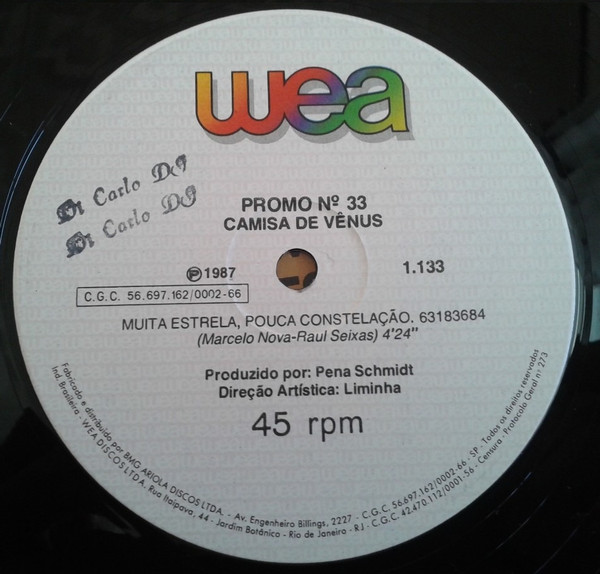 wea
Di Carlo DJ
Di Carlo DJ
PROMO Nº 33
CAMISA DE VÊNUS
℗ 1987
1.133
C.G.C. 56.697.162/0002-66
MUITA ESTRELA, POUCA CONSTELAÇÃO. 63183684
(Marcelo Nova-Raul Seixas) 4'24"
Produzido por: Pena Schmidt
Direção Artística: Liminha
45 rpm
Fabricado e distribuído por BMG ARIOLA DISCOS LTDA. - Av. Engenheiro Billings, 2227 - C.G.C. 56.697.162/0002-66 - SP - Todos os direitos reservados
Ind. Brasileira - WEA DISCOS LTDA. Rua Itaipava, 44 - Jardim Botânico - Rio de Janeiro - RJ - C.G.C. 42.470.112/0001-56 - Censura - Protocolo Geral nº 273